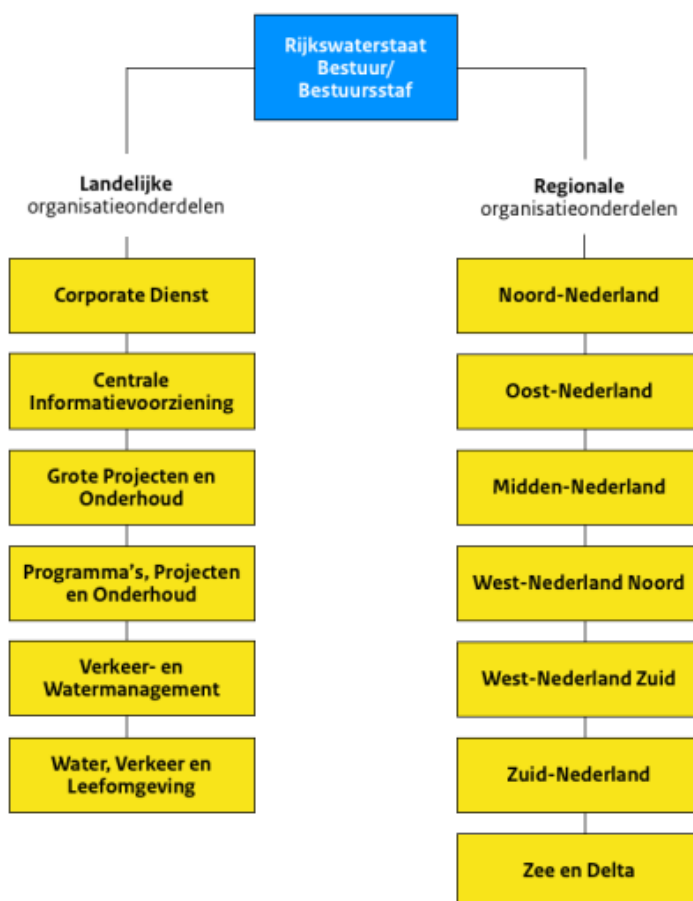 Rijkswaterstaat
Bestuur/
Bestuursstaf
Landelijke
organisatieonderdelen
Corporate Dienst
Centrale
Informatievoorziening
Grote Projecten en
Onderhoud
Programma's, Projecten
en Onderhoud
Verkeer- en
Watermanagement
Water, Verkeer en
Leefomgeving
Regionale
organisatieonderdelen
Noord-Nederland
Oost-Nederland
Midden-Nederland
West-Nederland Noord
West-Nederland Zuid
Zuid-Nederland
Zee en Delta